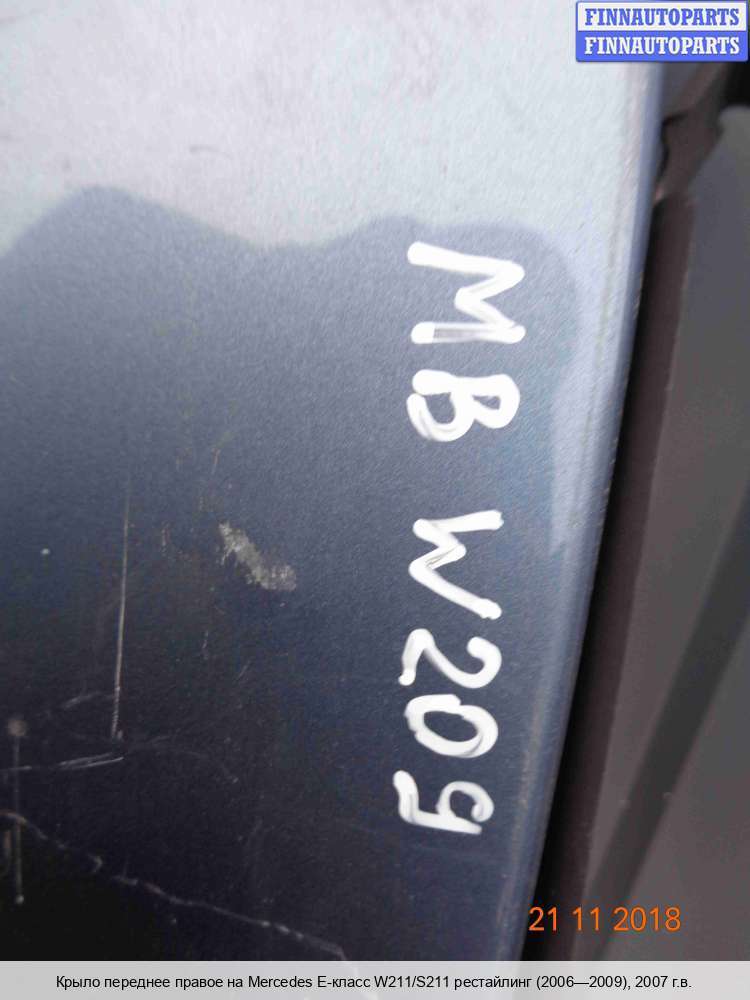 FINNAUTOPARTS
FINNAUTOPARTS
MB W209
21 11 2018
Крыло переднее правое на Mercedes E-класс W211/S211 рестайлинг (2006—2009), 2007 г.в.